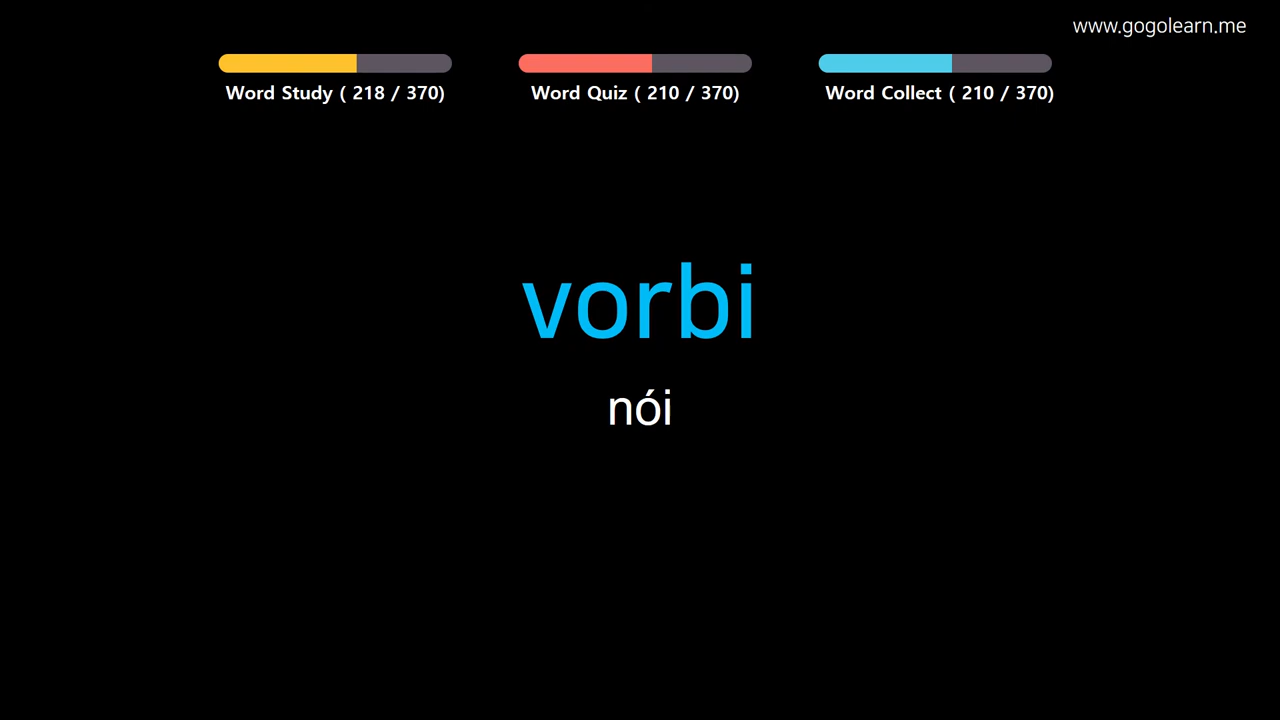 www.gogolearn.me
Word Study ( 218 / 370)
Word Quiz ( 210 / 370)
Word Collect ( 210 / 370)
vorbi
nói